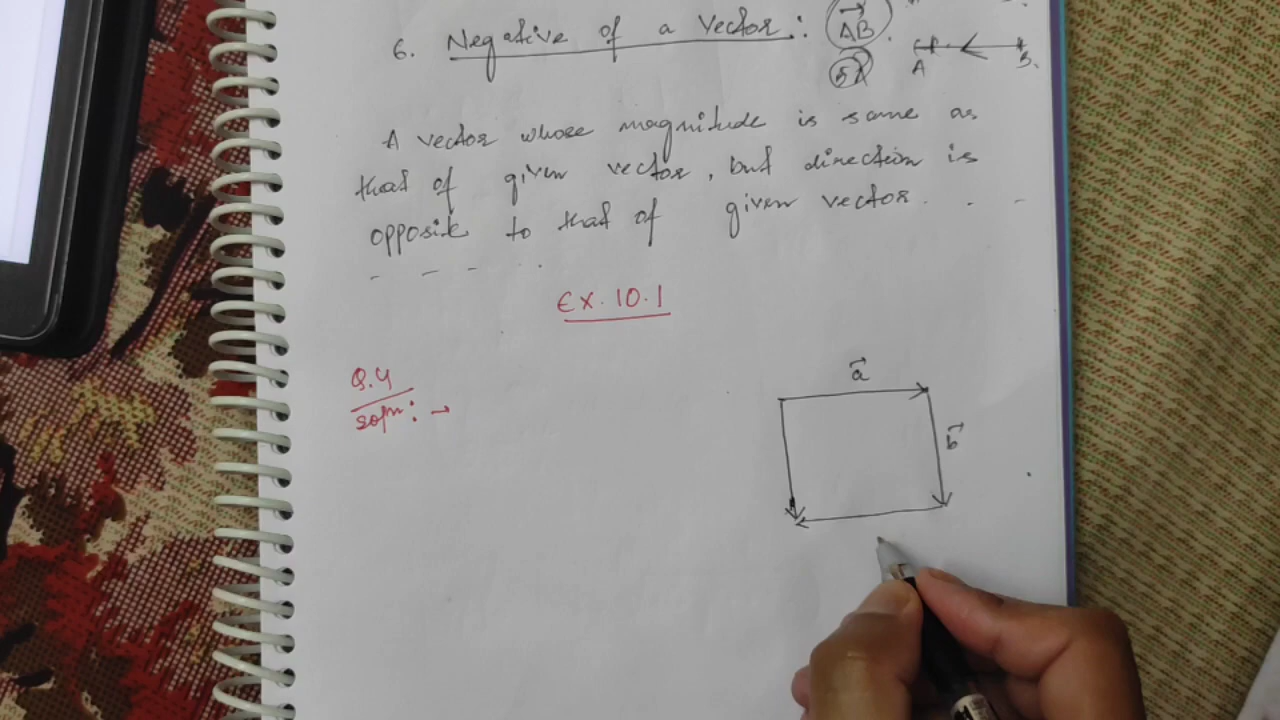 6. Negative of a Vector : AB
BA
A B.
A vector whose magnitude is same as
that of given vector, but direction is
opposite to that of given vector.
Ex. 10.1
Q.4
a
soln: →
b